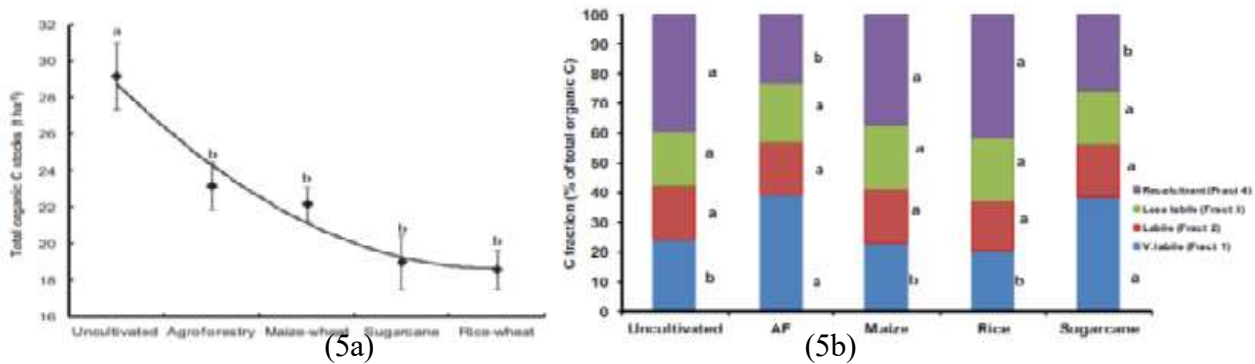 Total organic C stocks (t ha⁻¹)
32
30
28
26
24
22
20
18
16
a
b
b
b
b
Uncultivated Agroforestry Maize-wheat Sugarcane Rice-wheat
(5a)
C fraction (% of total organic C)
100
90
80
70
60
50
40
30
20
10
0
a
a
a
b
b
a
a
a
a
a
a
b
a
a
a
b
b
a
a
a
Recalcitrant (Fract 4)
Less labile (Fract 3)
Labile (Fract 2)
V.labile (Fract 1)
Uncultivated AF Maize Rice Sugarcane
(5b)